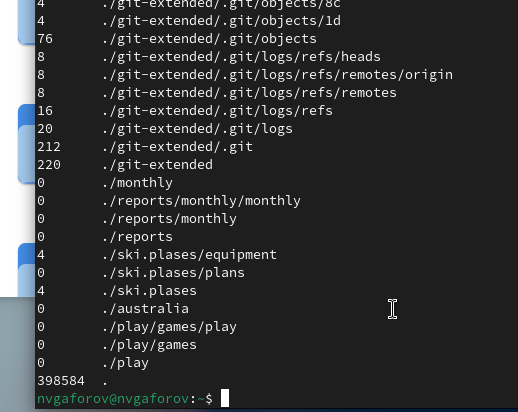 4 ./git-extended/.git/objects/8c
4 ./git-extended/.git/objects/1d
76 ./git-extended/.git/objects
8 ./git-extended/.git/logs/refs/heads
8 ./git-extended/.git/logs/refs/remotes/origin
8 ./git-extended/.git/logs/refs/remotes
16 ./git-extended/.git/logs/refs
20 ./git-extended/.git/logs
212 ./git-extended/.git
220 ./git-extended
0 ./monthly
0 ./reports/monthly/monthly
0 ./reports/monthly
0 ./reports
4 ./ski.plases/equipment
0 ./ski.plases/plans
4 ./ski.plases
0 ./australia
0 ./play/games/play
0 ./play/games
0 ./play
398584 .
nvgaforov@nvgaforov:~$